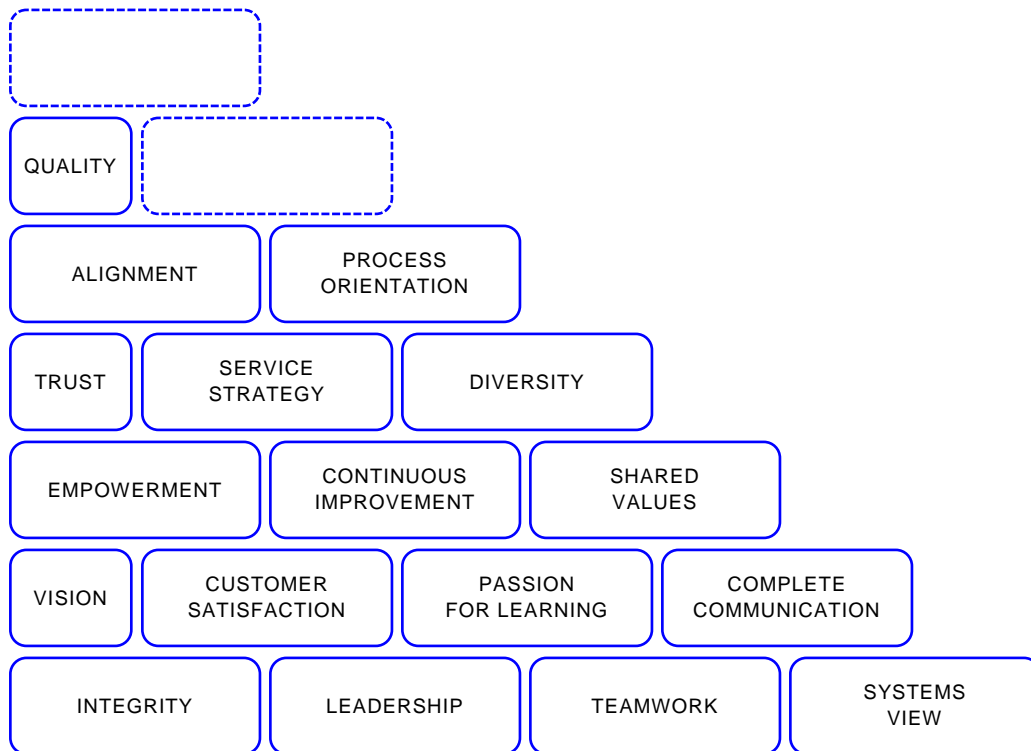 QUALITY
ALIGNMENT
PROCESS
ORIENTATION
TRUST
SERVICE
STRATEGY
DIVERSITY
EMPOWERMENT
CONTINUOUS
IMPROVEMENT
SHARED
VALUES
VISION
CUSTOMER
SATISFACTION
PASSION
FOR LEARNING
COMPLETE
COMMUNICATION
INTEGRITY
LEADERSHIP
TEAMWORK
SYSTEMS
VIEW